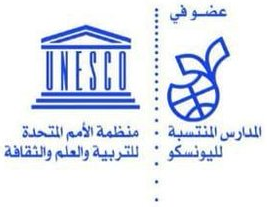 عضو في
المدارس المنتسبة
لليونسكو
UNESCO
منظمة الأمم المتحدة
للتربية والعلم والثقافة